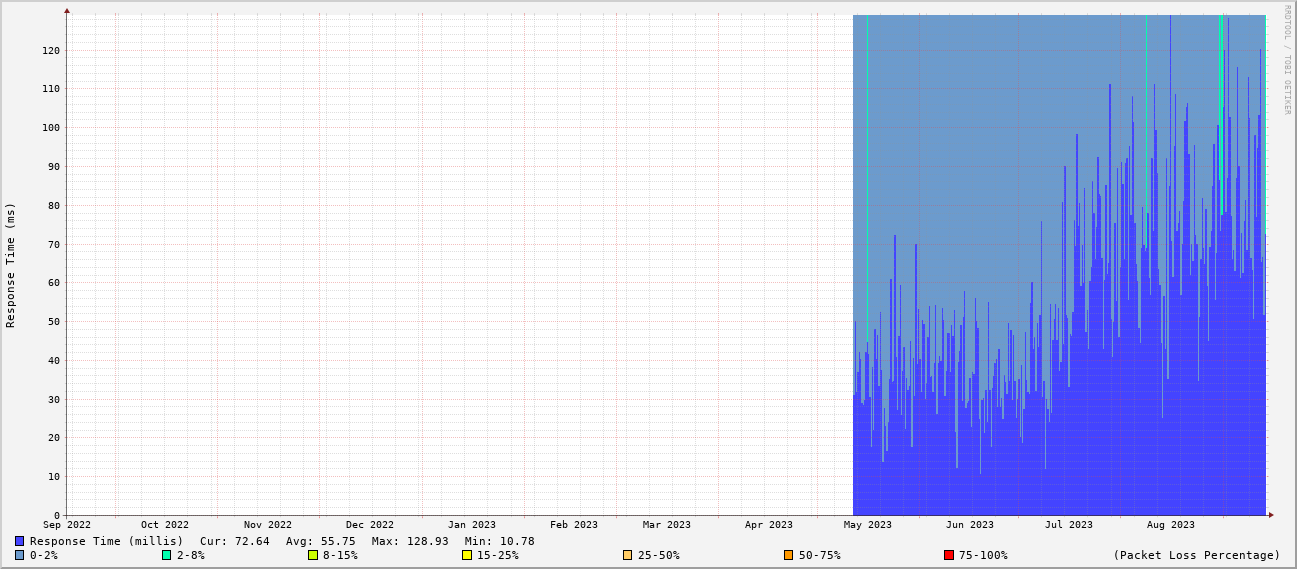 RRDTOOL / TOBI OETIKER
Response Time (ms)
120
110
100
90
80
70
60
50
40
30
20
10
0
Sep 2022 Oct 2022 Nov 2022 Dec 2022 Jan 2023 Feb 2023 Mar 2023 Apr 2023 May 2023 Jun 2023 Jul 2023 Aug 2023
Response Time (millis) Cur: 72.64 Avg: 55.75 Max: 128.93 Min: 10.78
0-2% 2-8% 8-15% 15-25% 25-50% 50-75% 75-100% (Packet Loss Percentage)